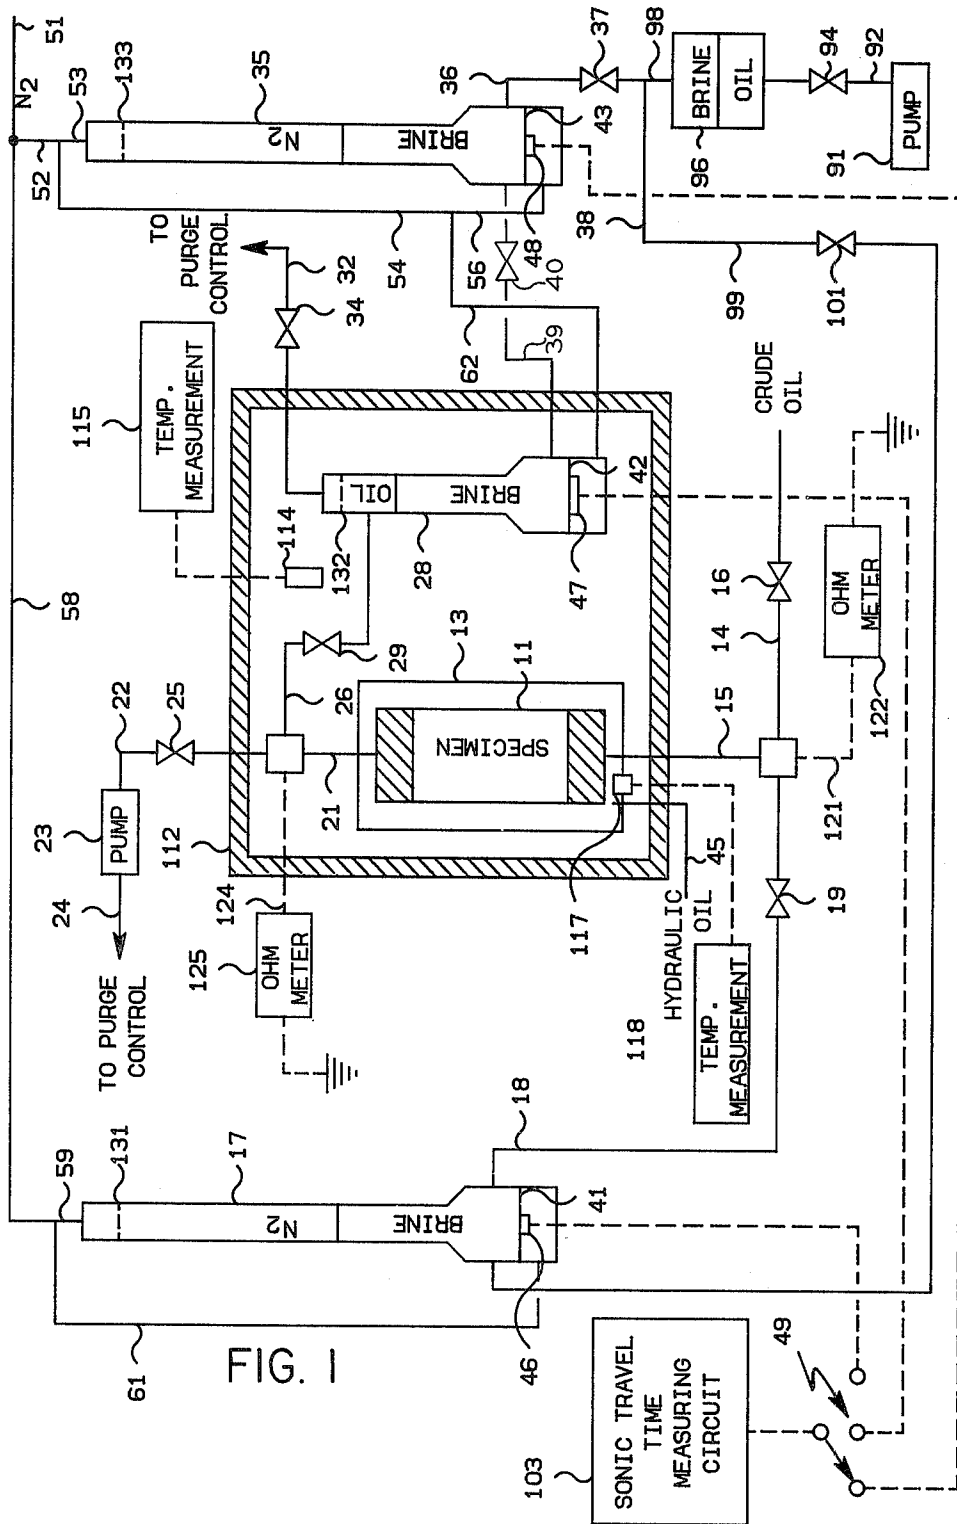 N2
51
52
53
133
35
N2
BRINE
36
37
98
BRINE
OIL
94
92
PUMP
91
96
43
48
TO
PURGE
CONTROL
32
34
54
56
40
38
99
101
62
39
115
TEMP.
MEASUREMENT
114
132
OIL
BRINE
28
42
47
CRUDE
OIL
16
14
OHM
METER
122
58
22
25
23
PUMP
24
TO PURGE
CONTROL
112
29
26
13
11
SPECIMEN
21
15
121
124
125
OHM
METER
117
45
HYDRAULIC
OIL
19
118
TEMP.
MEASUREMENT
59
131
17
N2
BRINE
18
41
46
61
FIG. 1
103
SONIC TRAVEL
TIME
MEASURING
CIRCUIT
49